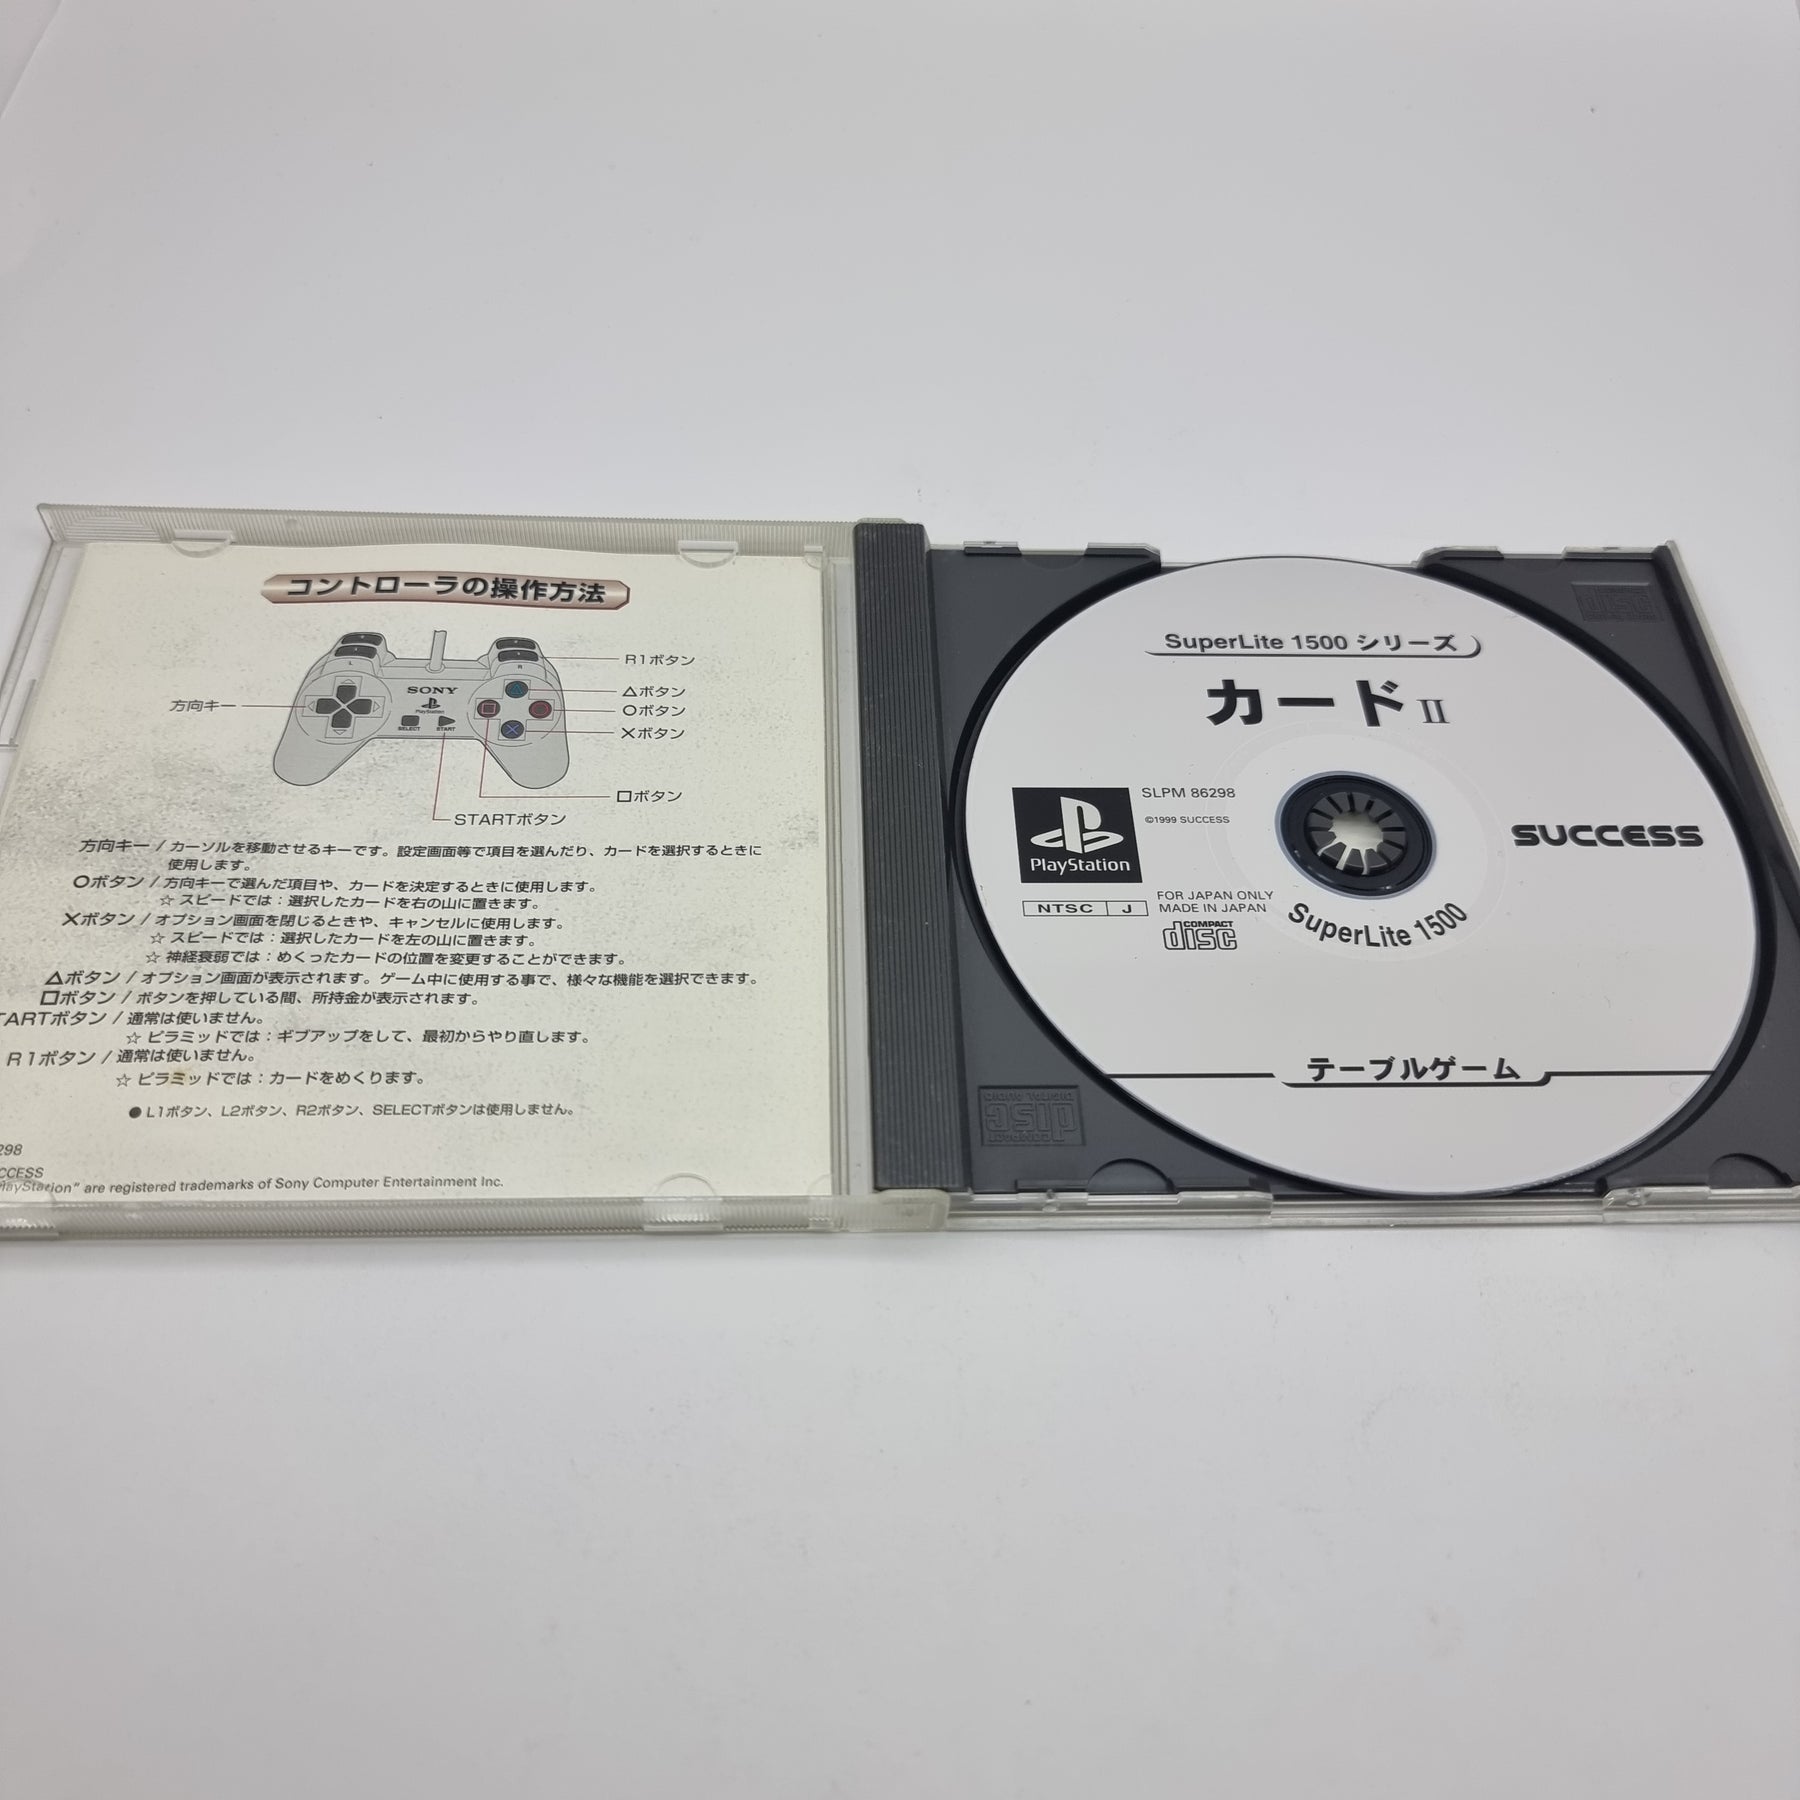 コントローラの操作方法
R1ボタン
△ボタン
○ボタン
×ボタン
□ボタン
STARTボタン
方向キー
SONY
PlayStation
SELECT
START
L
R
方向キー / カーソルを移動させるキーです。設定画面等で項目を選んだり、カードを選択するときに
使用します。
○ボタン / 方向キーで選んだ項目や、カードを決定するときに使用します。
☆ スピードでは：選択したカードを右の山に置きます。
×ボタン / オプション画面を閉じるときや、キャンセルに使用します。
☆ スピードでは：選択したカードを左の山に置きます。
☆ 神経衰弱では：めくったカードの位置を変更することができます。
△ボタン / オプション画面が表示されます。ゲーム中に使用する事で、様々な機能を選択できます。
□ボタン / ボタンを押している間、所持金が表示されます。
TARTボタン / 通常は使いません。
☆ ピラミッドでは：ギブアップをして、最初からやり直します。
R1ボタン / 通常は使いません。
☆ ピラミッドでは：カードをめくります。
● L1ボタン、L2ボタン、R2ボタン、SELECTボタンは使用しません。
298
CCESS
PlayStation" are registered trademarks of Sony Computer Entertainment Inc.
SuperLite 1500 シリーズ
カード II
SLPM 86298
©1999 SUCCESS
PlayStation
SUCCESS
NTSC J
FOR JAPAN ONLY
MADE IN JAPAN
COMPACT
disc
SuperLite 1500
テーブルゲーム
COMPACT
disc
DIGITAL AUDIO